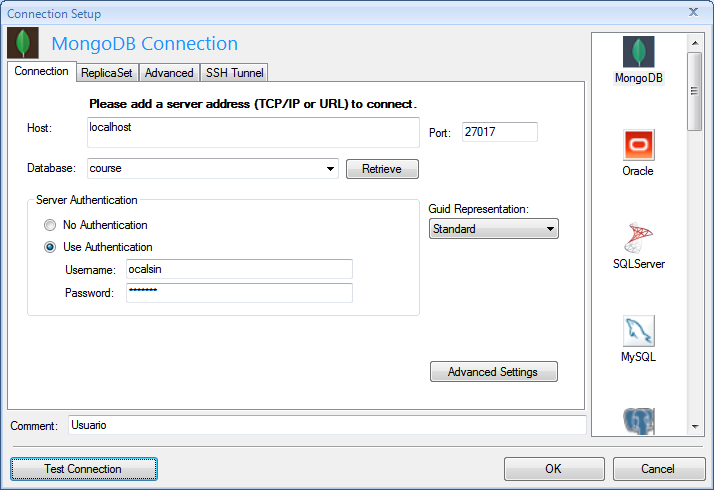 Connection Setup
MongoDB Connection
Connection ReplicaSet Advanced SSH Tunnel
Please add a server address (TCP/IP or URL) to connect.
Host: localhost Port: 27017
Database: course Retrieve
Server Authentication
No Authentication
Use Authentication
Username: ocalsin
Password: *******
Guid Representation:
Standard
Advanced Settings
Comment: Usuario
Test Connection OK Cancel
MongoDB
Oracle
SQLServer
MySQL